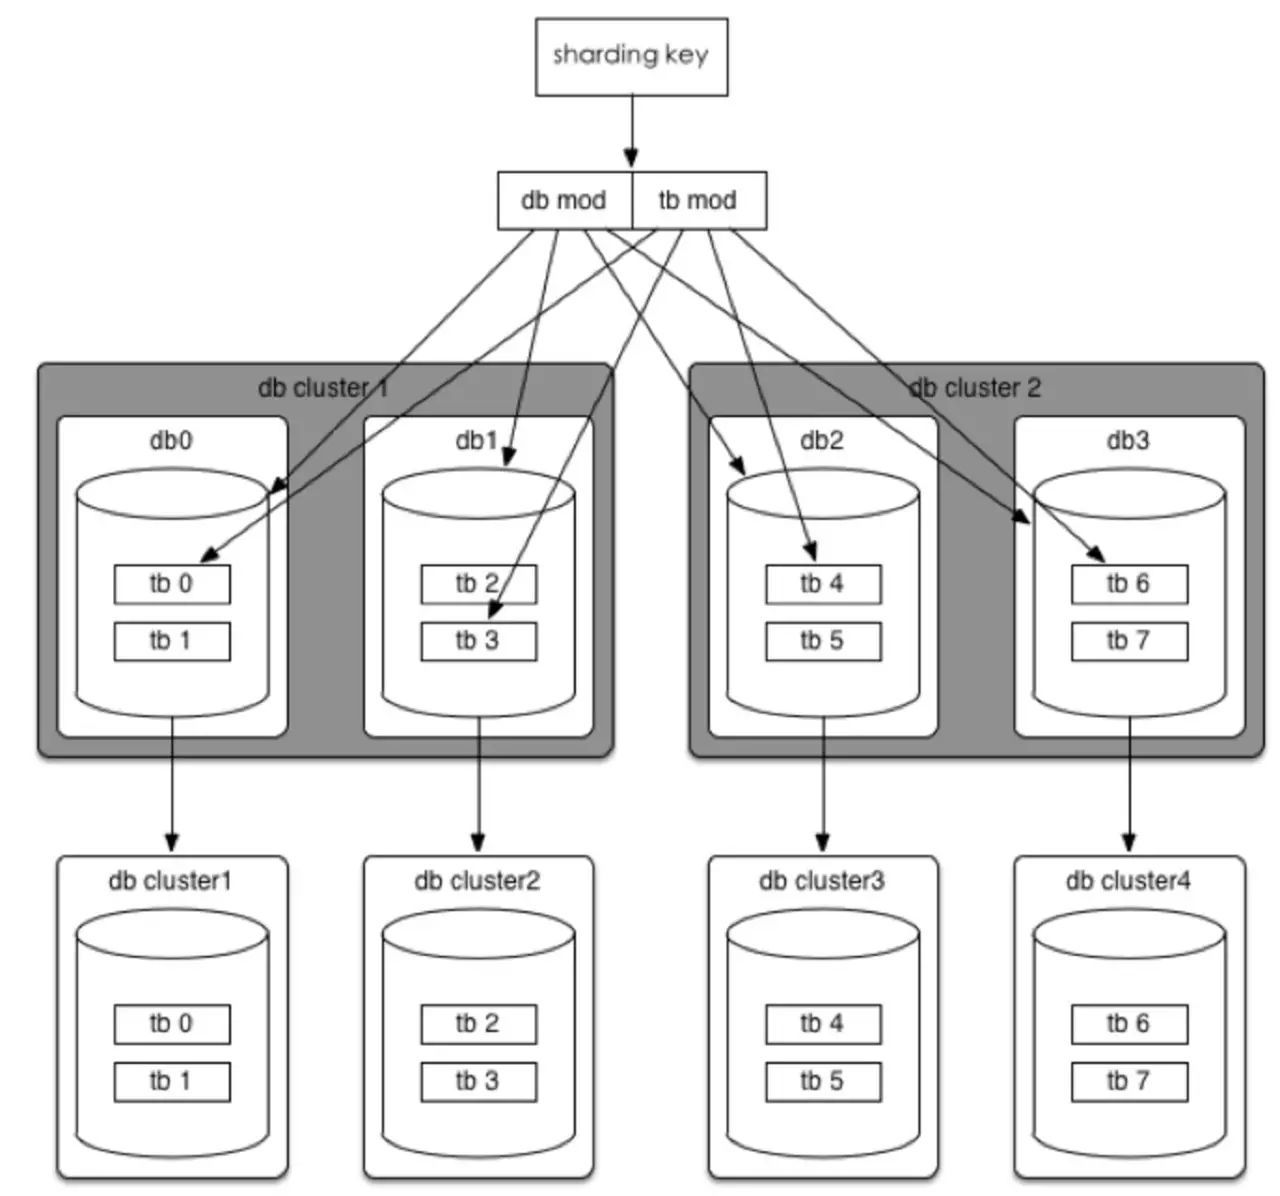 sharding key
db mod
tb mod
db cluster 1
db cluster 2
db0
db1
db2
db3
tb 0
tb 2
tb 4
tb 6
tb 1
tb 3
tb 5
tb 7
db cluster1
db cluster2
db cluster3
db cluster4
tb 0
tb 2
tb 4
tb 6
tb 1
tb 3
tb 5
tb 7